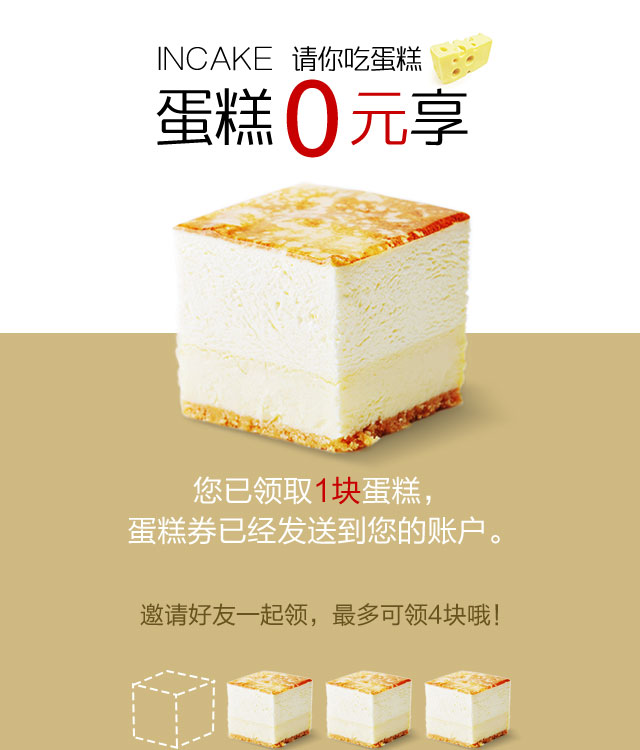 INCAKE 请你吃蛋糕
蛋糕0元享
您已领取1块蛋糕，
蛋糕券已经发送到您的账户。
邀请好友一起领，最多可领4块哦！